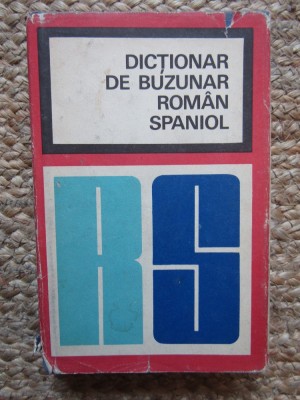 DICȚIONAR
DE BUZUNAR
ROMÂN
SPANIOL
RS